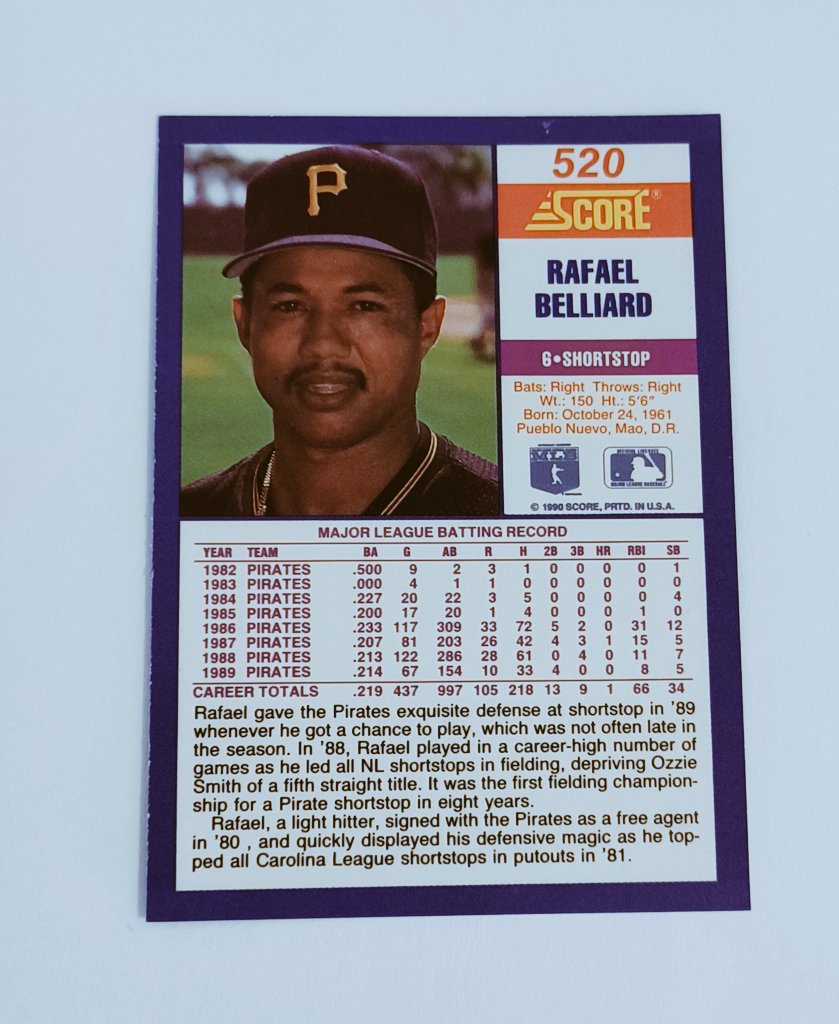 P
520
SCORE®
RAFAEL
BELLIARD
6•SHORTSTOP
Bats: Right Throws: Right
Wt.: 150 Ht.: 5'6"
Born: October 24, 1961
Pueblo Nuevo, Mao, D.R.
MAJOR LEAGUE BASEBALL
© 1990 SCORE, PRTD. IN U.S.A.
MAJOR LEAGUE BATTING RECORD
YEAR TEAM BA G AB R H 2B 3B HR RBI SB
1982 PIRATES .500 9 2 3 1 0 0 0 0 1
1983 PIRATES .000 4 1 1 0 0 0 0 0 0
1984 PIRATES .227 20 22 3 5 0 0 0 0 4
1985 PIRATES .200 17 20 1 4 0 0 0 1 0
1986 PIRATES .233 117 309 33 72 5 2 0 31 12
1987 PIRATES .207 81 203 26 42 4 3 1 15 5
1988 PIRATES .213 122 286 28 61 0 4 0 11 7
1989 PIRATES .214 67 154 10 33 4 0 0 8 5
CAREER TOTALS .219 437 997 105 218 13 9 1 66 34
Rafael gave the Pirates exquisite defense at shortstop in '89
whenever he got a chance to play, which was not often late in
the season. In '88, Rafael played in a career-high number of
games as he led all NL shortstops in fielding, depriving Ozzie
Smith of a fifth straight title. It was the first fielding champion-
ship for a Pirate shortstop in eight years.
Rafael, a light hitter, signed with the Pirates as a free agent
in '80 , and quickly displayed his defensive magic as he top-
ped all Carolina League shortstops in putouts in '81.